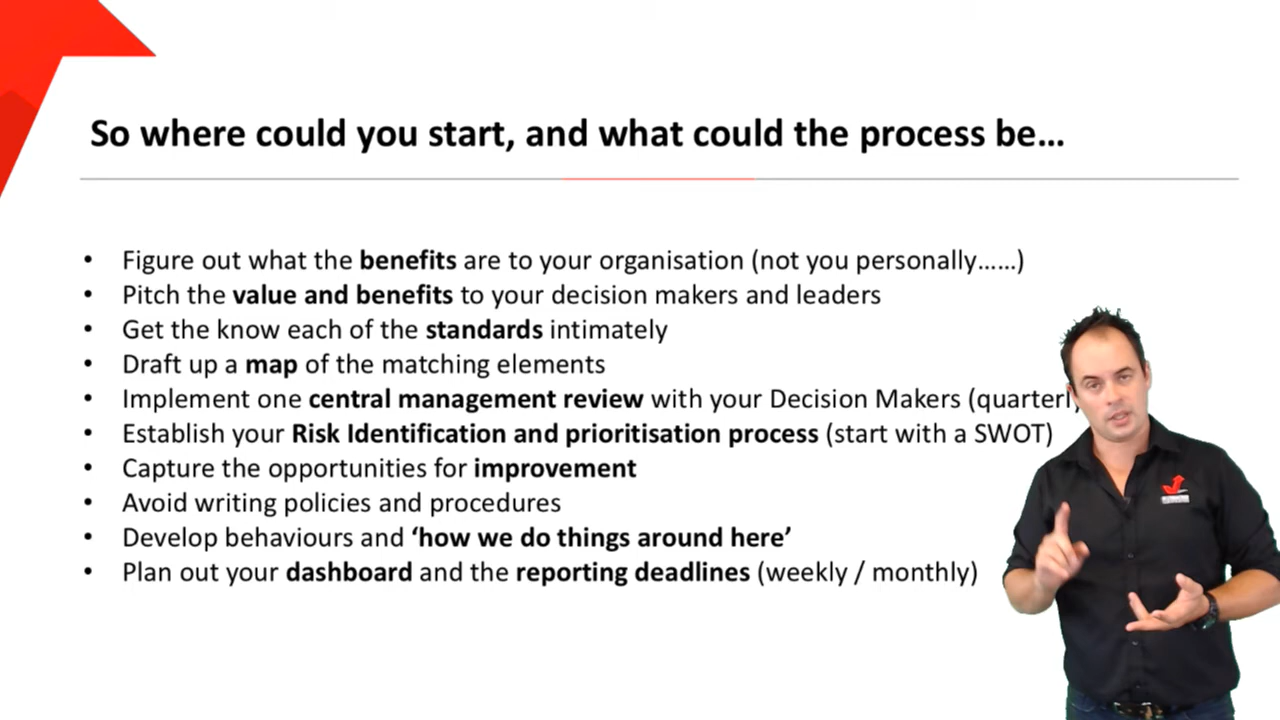 So where could you start, and what could the process be...
• Figure out what the benefits are to your organisation (not you personally......)
• Pitch the value and benefits to your decision makers and leaders
• Get the know each of the standards intimately
• Draft up a map of the matching elements
• Implement one central management review with your Decision Makers (quarterl
• Establish your Risk Identification and prioritisation process (start with a SWOT)
• Capture the opportunities for improvement
• Avoid writing policies and procedures
• Develop behaviours and ‘how we do things around here’
• Plan out your dashboard and the reporting deadlines (weekly / monthly)